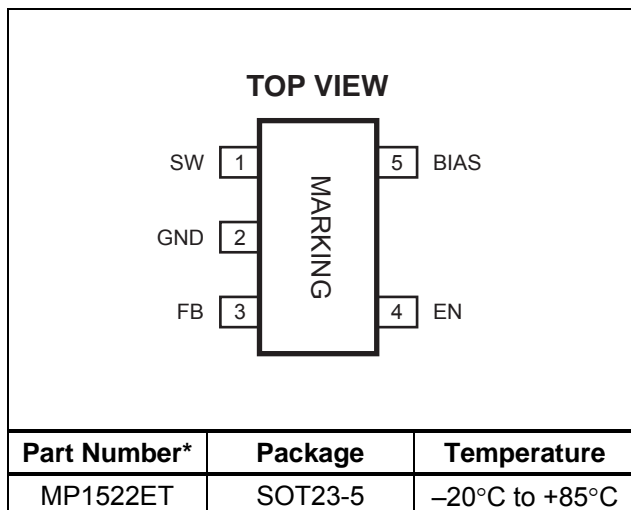 TOP VIEW
SW 1 5 BIAS
MARKING
GND 2
FB 3 4 EN
Part Number* Package Temperature
MP1522ET SOT23-5 –20°C to +85°C